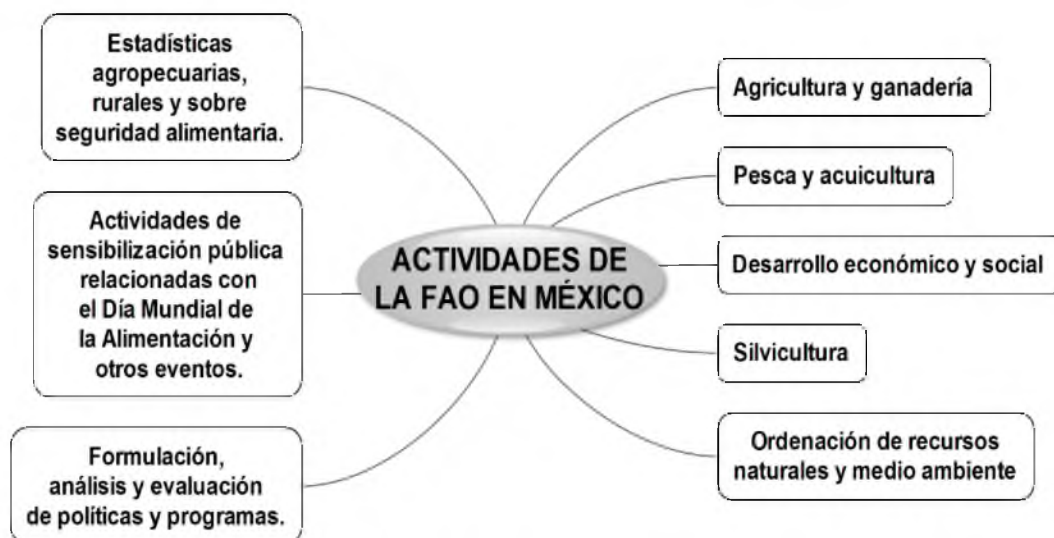 Estadísticas
agropecuarias,
rurales y sobre
seguridad alimentaria.
Actividades de
sensibilización pública
relacionadas con
el Día Mundial de
la Alimentación y
otros eventos.
Formulación,
análisis y evaluación
de políticas y programas.
ACTIVIDADES DE
LA FAO EN MÉXICO
Agricultura y ganadería
Pesca y acuicultura
Desarrollo económico y social
Silvicultura
Ordenación de recursos
naturales y medio ambiente